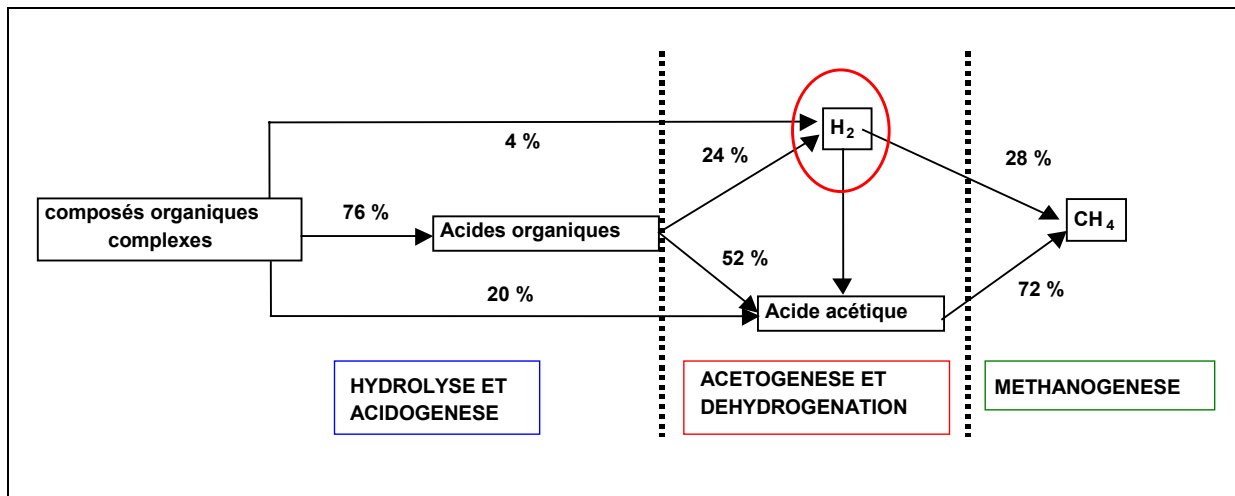 H2
4 %
24 %
28 %
composés organiques
complexes
76 %
Acides organiques
CH4
52 %
20 %
72 %
Acide acétique
HYDROLYSE ET
ACIDOGENESE
ACETOGENESE ET
DEHYDROGENATION
METHANOGENESE